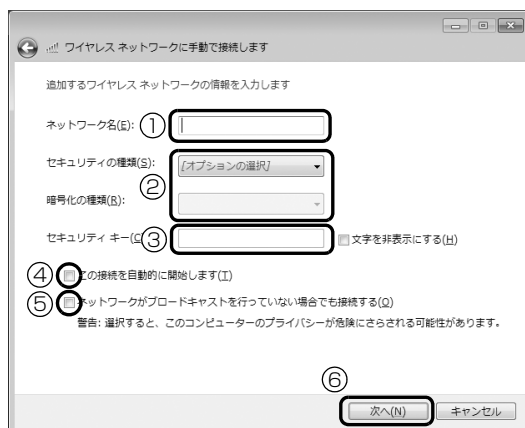 ワイヤレス ネットワークに手動で接続します
追加するワイヤレス ネットワークの情報を入力します
ネットワーク名(E): ①
セキュリティの種類(S): [オプションの選択]
②
暗号化の種類(R):
セキュリティ キー(C ③ 文字を非表示にする(H)
④ この接続を自動的に開始します(T)
⑤ ネットワークがブロードキャストを行っていない場合でも接続する(O)
警告: 選択すると、このコンピューターのプライバシーが危険にさらされる可能性があります。
⑥
次へ(N) キャンセル